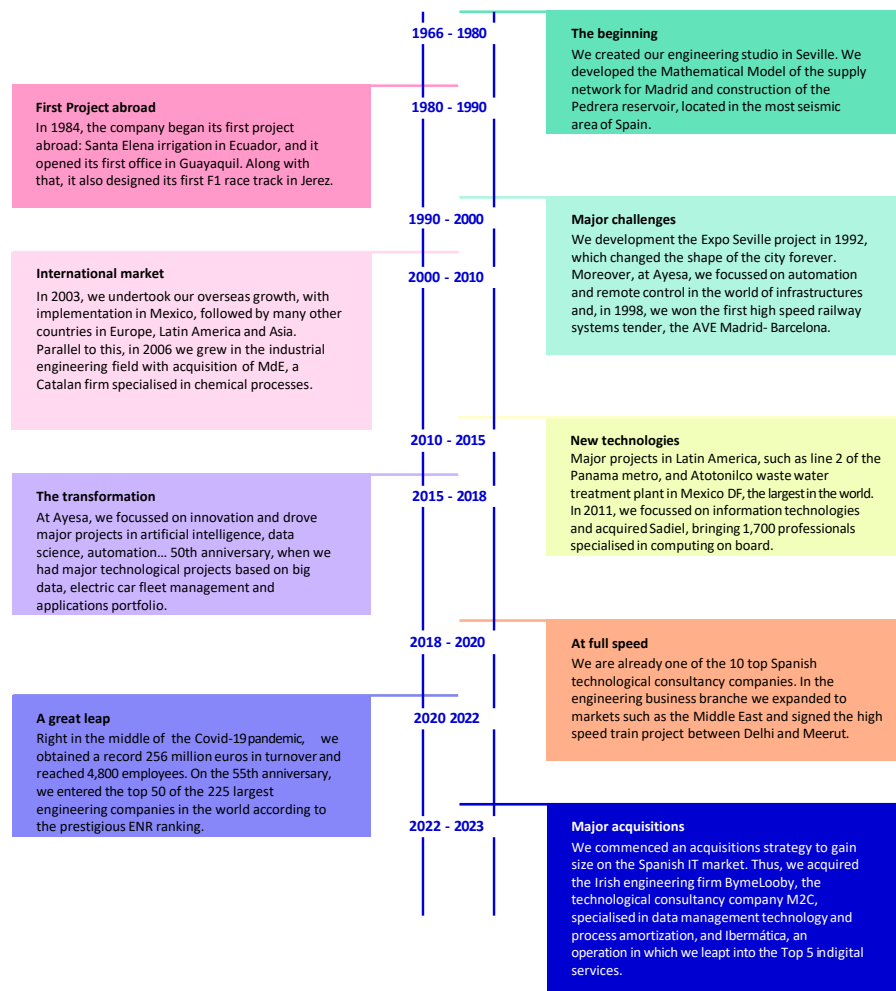 1966 - 1980
The beginning
We created our engineering studio in Seville. We
developed the Mathematical Model of the supply
network for Madrid and construction of the
Pedrera reservoir, located in the most seismic
area of Spain.
First Project abroad
In 1984, the company began its first project
abroad: Santa Elena irrigation in Ecuador, and it
opened its first office in Guayaquil. Along with
that, it also designed its first F1 race track in Jerez.
1980 - 1990
1990 - 2000
Major challenges
We development the Expo Seville project in 1992,
which changed the shape of the city forever.
Moreover, at Ayesa, we focussed on automation
and remote control in the world of infrastructures
and, in 1998, we won the first high speed railway
systems tender, the AVE Madrid- Barcelona.
International market
In 2003, we undertook our overseas growth, with
implementation in Mexico, followed by many other
countries in Europe, Latin America and Asia.
Parallel to this, in 2006 we grew in the industrial
engineering field with acquisition of MdE, a
Catalan firm specialised in chemical processes.
2000 - 2010
2010 - 2015
New technologies
Major projects in Latin America, such as line 2 of the
Panama metro, and Atotonilco waste water
treatment plant in Mexico DF, the largest in the world.
In 2011, we focussed on information technologies
and acquired Sadiel, bringing 1,700 professionals
specialised in computing on board.
The transformation
At Ayesa, we focussed on innovation and drove
major projects in artificial intelligence, data
science, automation… 50th anniversary, when we
had major technological projects based on big
data, electric car fleet management and
applications portfolio.
2015 - 2018
2018 - 2020
At full speed
We are already one of the 10 top Spanish
technological consultancy companies. In the
engineering business branche we expanded to
markets such as the Middle East and signed the high
speed train project between Delhi and Meerut.
A great leap
Right in the middle of the Covid-19 pandemic, we
obtained a record 256 million euros in turnover and
reached 4,800 employees. On the 55th anniversary,
we entered the top 50 of the 225 largest
engineering companies in the world according to
the prestigious ENR ranking.
2020 2022
2022 - 2023
Major acquisitions
We commenced an acquisitions strategy to gain
size on the Spanish IT market. Thus, we acquired
the Irish engineering firm BymeLooby, the
technological consultancy company M2C,
specialised in data management technology and
process amortization, and Ibermática, an
operation in which we leapt into the Top 5 in digital
services.